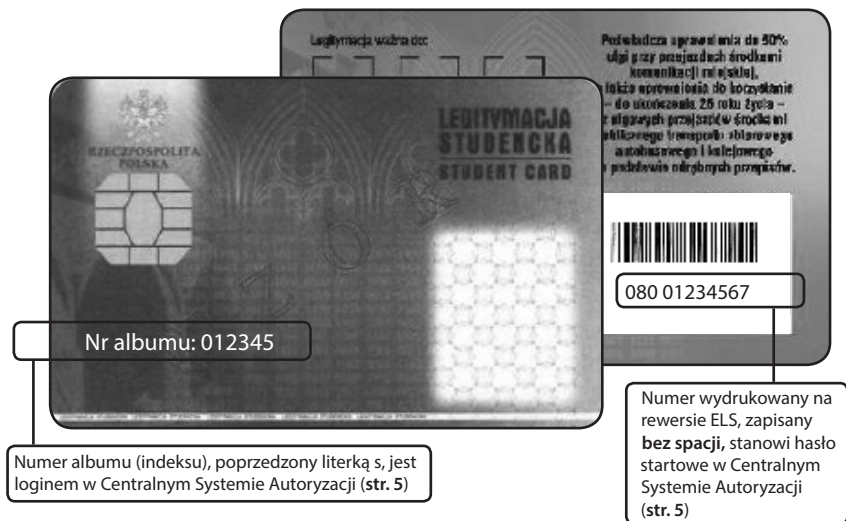 Legitymacja ważna do:
Poświadcza uprawnienia do 50%
ulgi przy przejazdach środkami
komunikacji miejskiej,
także uprawnienia do korzystania
– do ukończenia 26 roku życia –
z ulgowych przejazdów środkami
publicznego transportu zbiorowego
autobusowego i kolejowego
podstawie odrębnych przepisów.
RZECZPOSPOLITA
POLSKA
LEGITYMACJA
STUDENCKA
STUDENT CARD
080 01234567
Nr albumu: 012345
Numer albumu (indeksu), poprzedzony literką s, jest
loginem w Centralnym Systemie Autoryzacji (str. 5)
Numer wydrukowany na
rewersie ELS, zapisany
bez spacji, stanowi hasło
startowe w Centralnym
Systemie Autoryzacji
(str. 5)